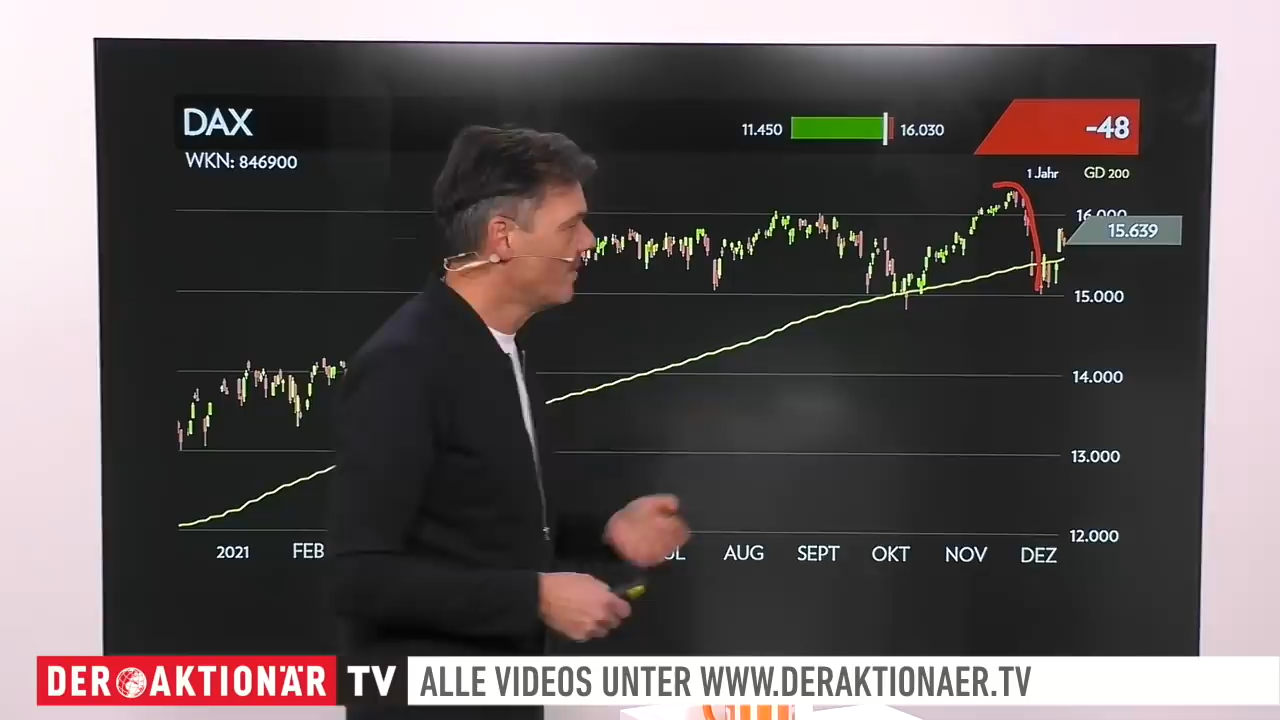 DAX
WKN: 846900
11.450
16.030
-48
1 Jahr
GD 200
16.000
15.639
15.000
14.000
13.000
12.000
2021 FEB AUG SEPT OKT NOV DEZ
DER AKTIONÄR TV
ALLE VIDEOS UNTER WWW.DERAKTIONAER.TV